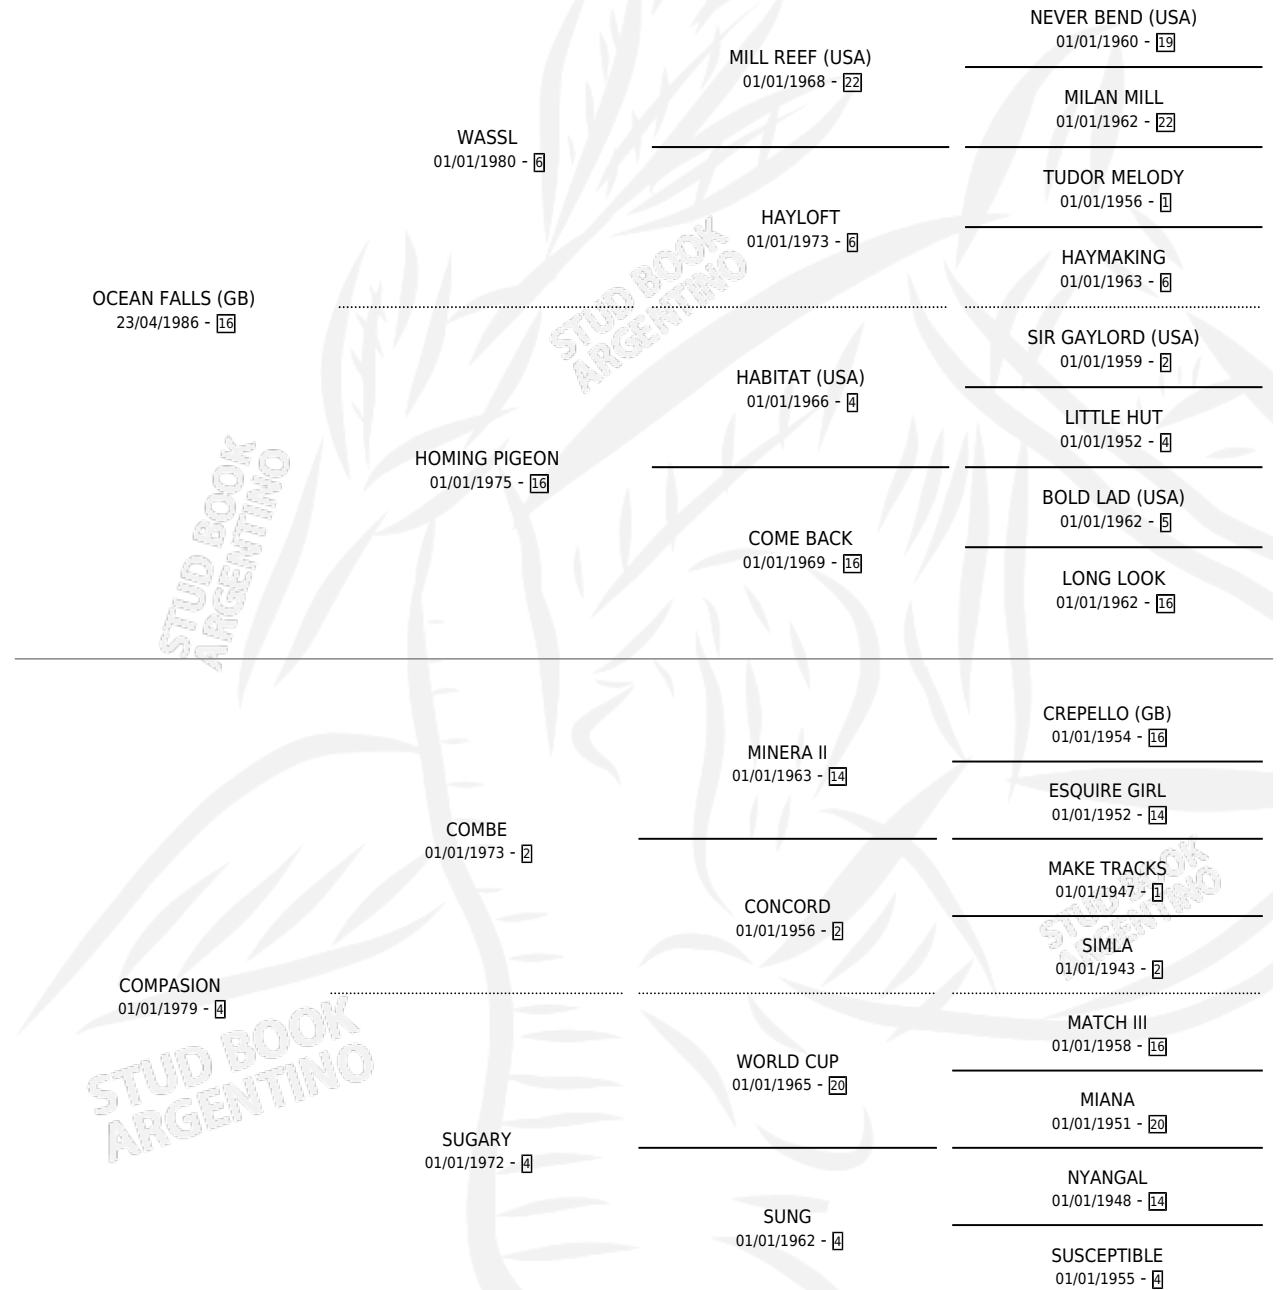 NEVER BEND (USA)
01/01/1960 - 19
MILL REEF (USA)
01/01/1968 - 22
MILAN MILL
01/01/1962 - 22
WASSL
01/01/1980 - 6
TUDOR MELODY
01/01/1956 - 1
HAYLOFT
01/01/1973 - 6
HAYMAKING
01/01/1963 - 6
OCEAN FALLS (GB)
23/04/1986 - 16
STUD BOOK
ARGENTINO
SIR GAYLORD (USA)
01/01/1959 - 2
HABITAT (USA)
01/01/1966 - 4
LITTLE HUT
01/01/1952 - 4
HOMING PIGEON
01/01/1975 - 16
BOLD LAD (USA)
01/01/1962 - 5
COME BACK
01/01/1969 - 16
LONG LOOK
01/01/1962 - 16
STUD BOOK
ARGENTINO
CREPELLO (GB)
01/01/1954 - 16
MINERA II
01/01/1963 - 14
ESQUIRE GIRL
01/01/1952 - 14
COMBE
01/01/1973 - 2
MAKE TRACKS
01/01/1947 - 1
CONCORD
01/01/1956 - 2
STUD BOOK
ARGENTINO
SIMLA
01/01/1943 - 2
COMPASION
01/01/1979 - 4
STUD BOOK
ARGENTINO
MATCH III
01/01/1958 - 16
WORLD CUP
01/01/1965 - 20
MIANA
01/01/1951 - 20
SUGARY
01/01/1972 - 4
NYANGAL
01/01/1948 - 14
SUNG
01/01/1962 - 4
SUSCEPTIBLE
01/01/1955 - 4